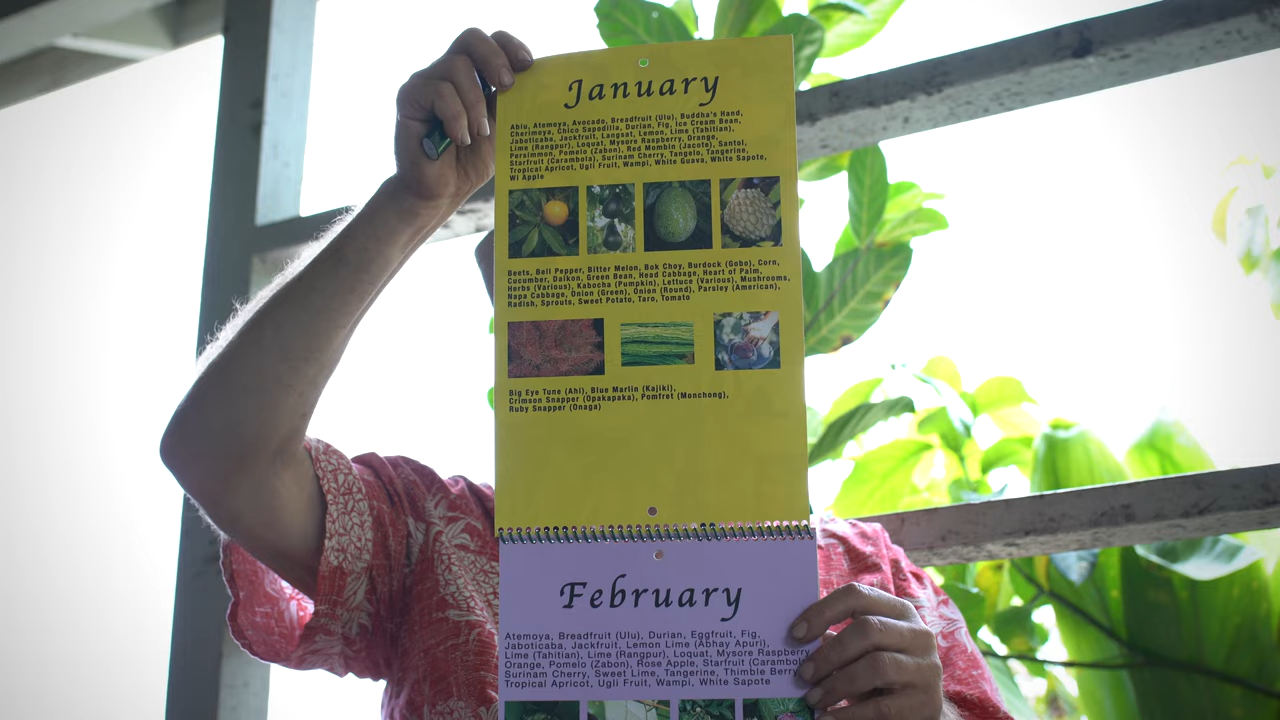 January
Abiu, Atemoya, Avocado, Breadfruit (Ulu), Buddha's Hand,
Cherimoya, Chico Sapodilla, Durian, Fig, Ice Cream Bean,
Jaboticaba, Jackfruit, Langsat, Lemon, Lime (Tahitian),
Lime (Rangpur), Loquat, Mysore Raspberry, Orange,
Persimmon, Pomelo (Zabon), Red Mombin (Jacote), Santol,
Starfruit (Carambola), Surinam Cherry, Tangelo, Tangerine,
Tropical Apricot, Ugli Fruit, Wampi, White Guava, White Sapote,
Wi Apple
Beets, Bell Pepper, Bitter Melon, Bok Choy, Burdock (Gobo), Corn,
Cucumber, Daikon, Green Bean, Head Cabbage, Heart of Palm,
Herbs (Various), Kabocha (Pumpkin), Lettuce (Various), Mushrooms,
Napa Cabbage, Onion (Green), Onion (Round), Parsley (American),
Radish, Sprouts, Sweet Potato, Taro, Tomato
Big Eye Tune (Ahi), Blue Marlin (Kajiki),
Crimson Snapper (Opakapaka), Pomfret (Monchong),
Ruby Snapper (Onaga)
February
Atemoya, Breadfruit (Ulu), Durian, Eggfruit, Fig,
Jaboticaba, Jackfruit, Lemon Lime (Abhay Apuri),
Lime (Tahitian), Lime (Rangpur), Loquat, Mysore Raspberry
Orange, Pomelo (Zabon), Rose Apple, Starfruit (Carambol
Surinam Cherry, Sweet Lime, Tangerine, Thimble Berry
Tropical Apricot, Ugli Fruit, Wampi, White Sapote